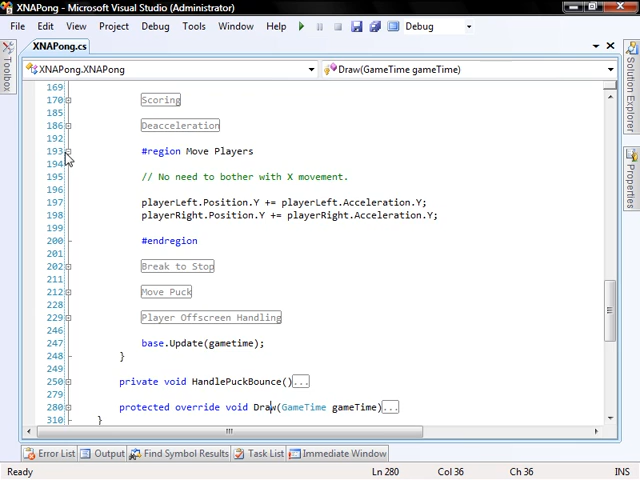 XNAPong - Microsoft Visual Studio (Administrator)
File Edit View Project Debug Tools Window Help Debug
XNAPong.cs
Toolbox
XNAPong.XNAPong Draw(GameTime gameTime)
169
170 Scoring
185
186 Deacceleration
192
193 #region Move Players
194
195 // No need to bother with X movement.
196
197 playerLeft.Position.Y += playerLeft.Acceleration.Y;
198 playerRight.Position.Y += playerRight.Acceleration.Y;
199
200 #endregion
201
202 Break to Stop
211
212 Move Puck
228
229 Player Offscreen Handling
246
247 base.Update(gametime);
248 }
249
250 private void HandlePuckBounce()...
279
280 protected override void Draw(GameTime gameTime)...
310 }
Solution Explorer
Properties
Error List Output Find Symbol Results Task List Immediate Window
Ready Ln 280 Col 36 Ch 36 INS